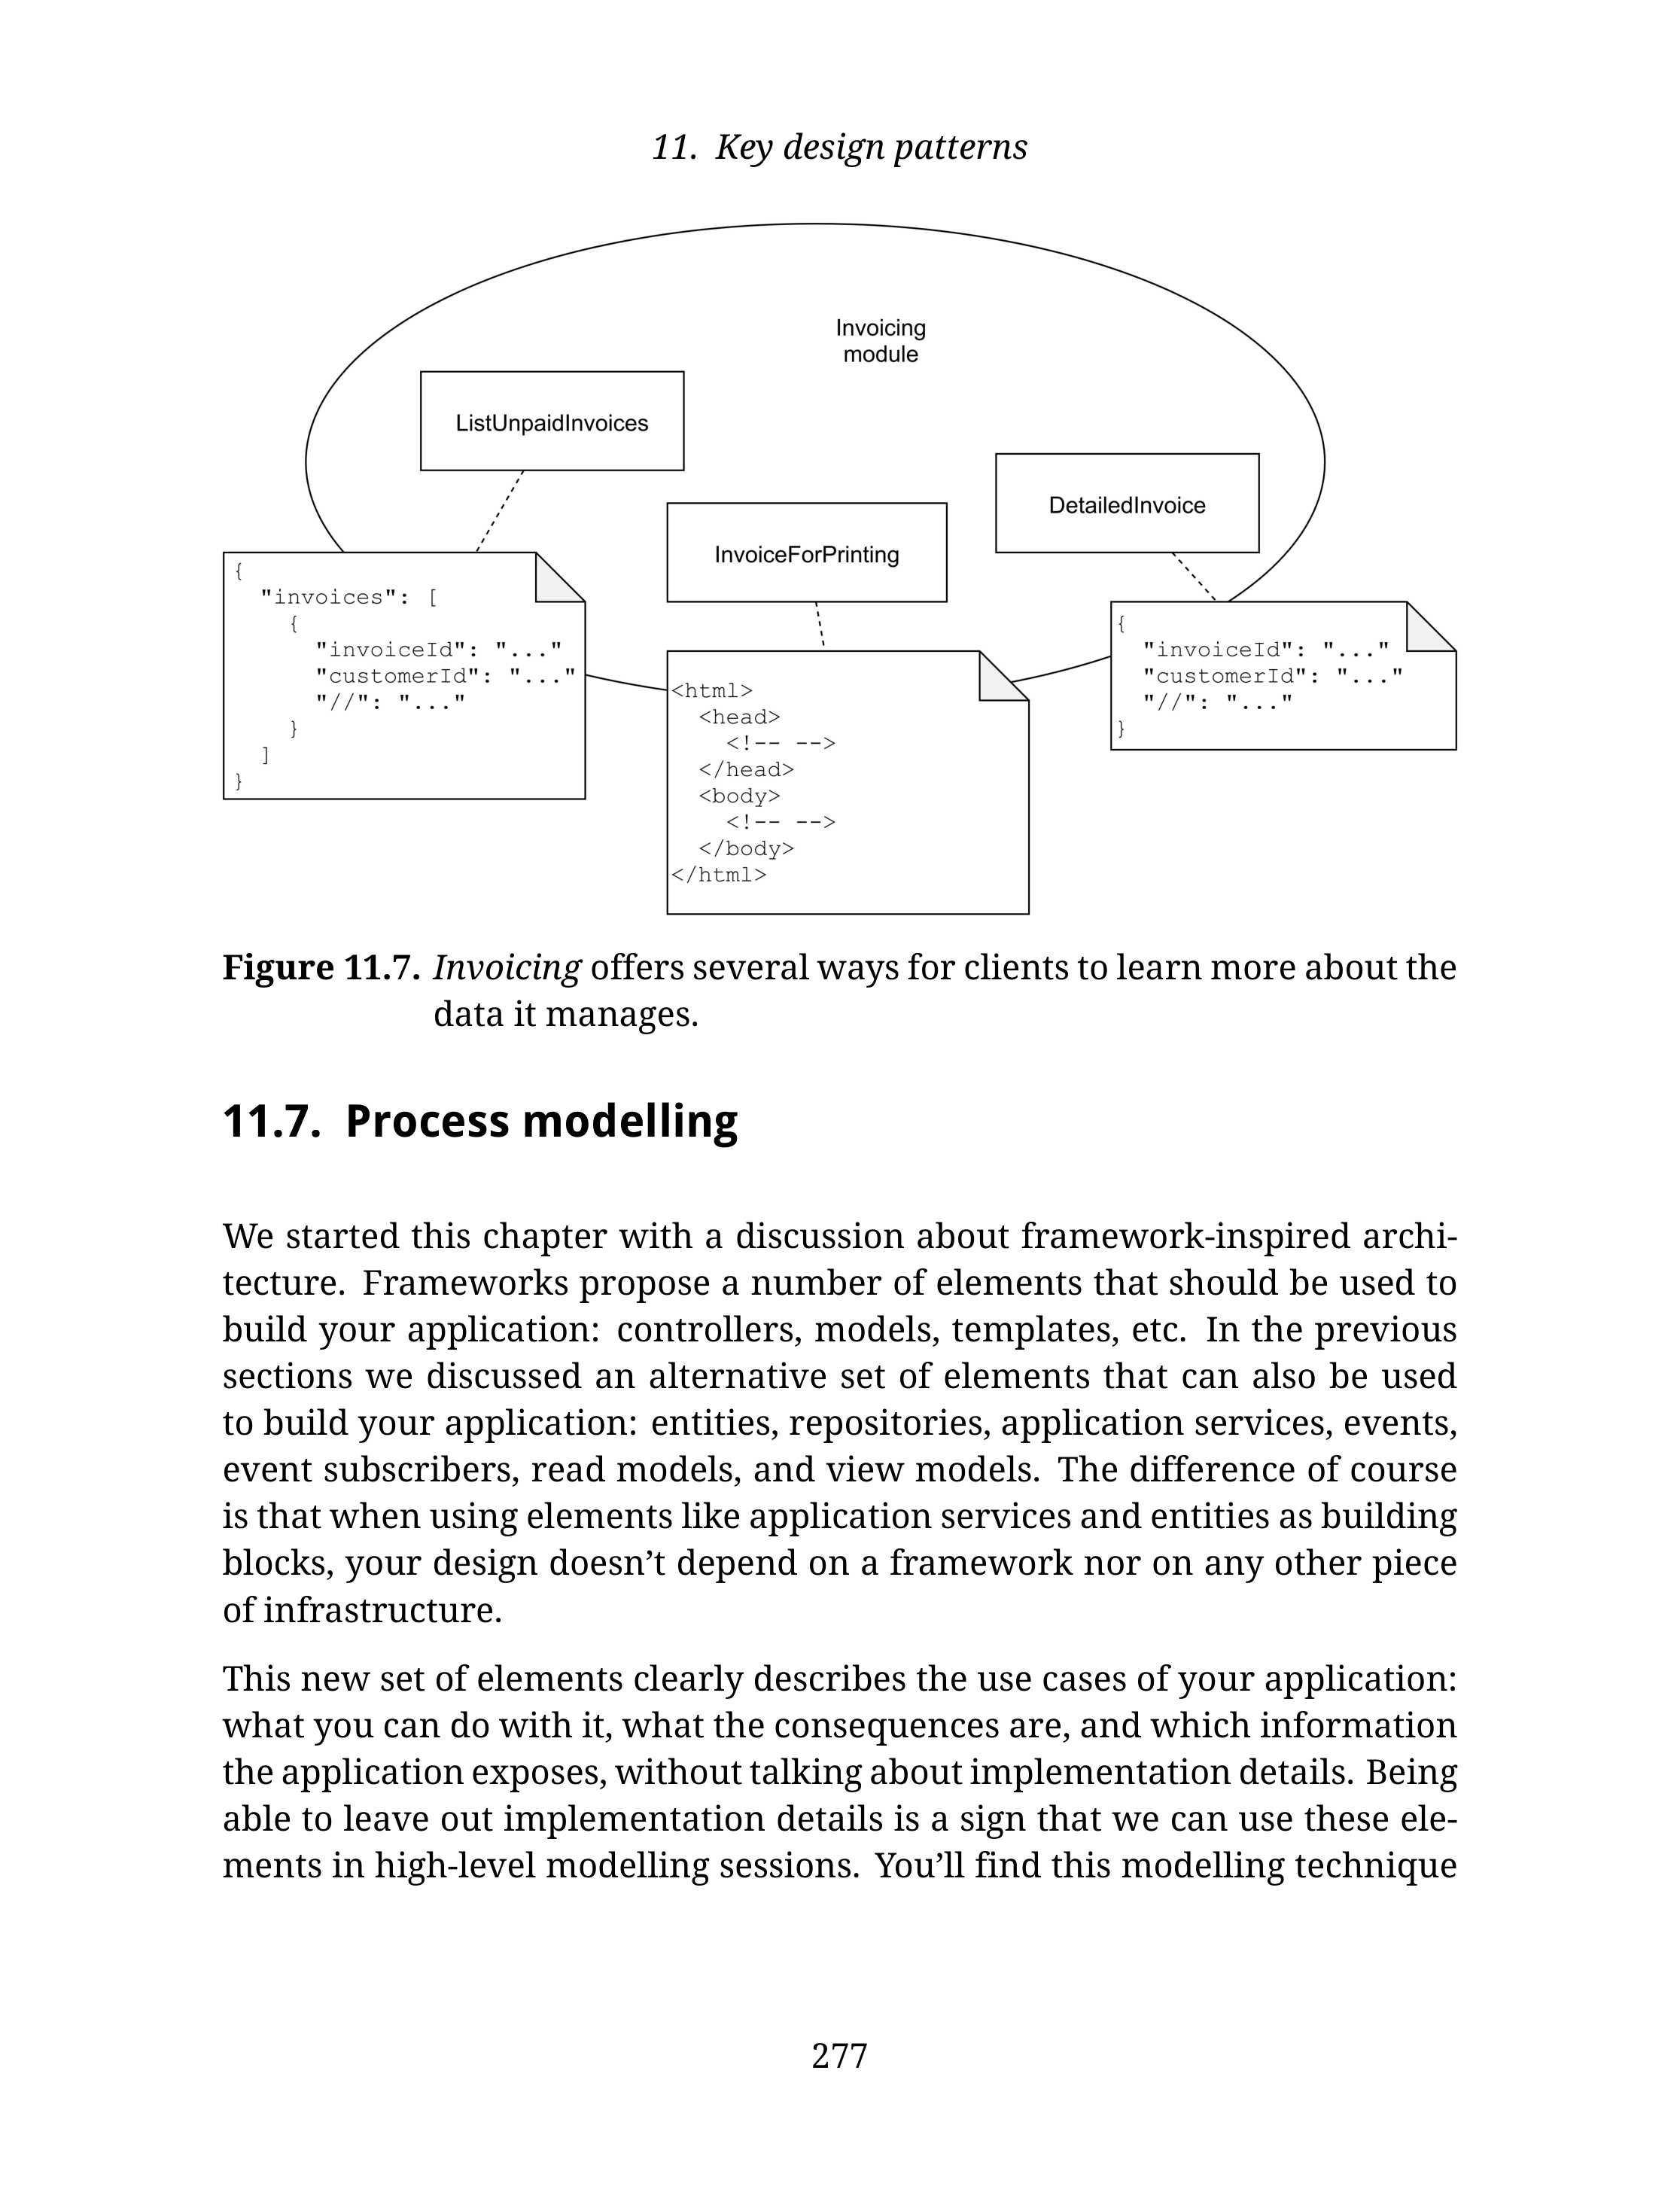 11. Key design patterns
Invoicing
module
ListUnpaidInvoices
DetailedInvoice
InvoiceForPrinting
{
  "invoices": [
    {
      "invoiceId": "..."
      "customerId": "..."
      "//": "..."
    }
  ]
}
<html>
  <head>
    <!-- -->
  </head>
  <body>
    <!-- -->
  </body>
</html>
{
  "invoiceId": "..."
  "customerId": "..."
  "//": "..."
}
Figure 11.7. Invoicing offers several ways for clients to learn more about the
data it manages.
11.7. Process modelling
We started this chapter with a discussion about framework-inspired archi-
tecture. Frameworks propose a number of elements that should be used to
build your application: controllers, models, templates, etc. In the previous
sections we discussed an alternative set of elements that can also be used
to build your application: entities, repositories, application services, events,
event subscribers, read models, and view models. The difference of course
is that when using elements like application services and entities as building
blocks, your design doesn’t depend on a framework nor on any other piece
of infrastructure.
This new set of elements clearly describes the use cases of your application:
what you can do with it, what the consequences are, and which information
the application exposes, without talking about implementation details. Being
able to leave out implementation details is a sign that we can use these ele-
ments in high-level modelling sessions. You’ll find this modelling technique
277